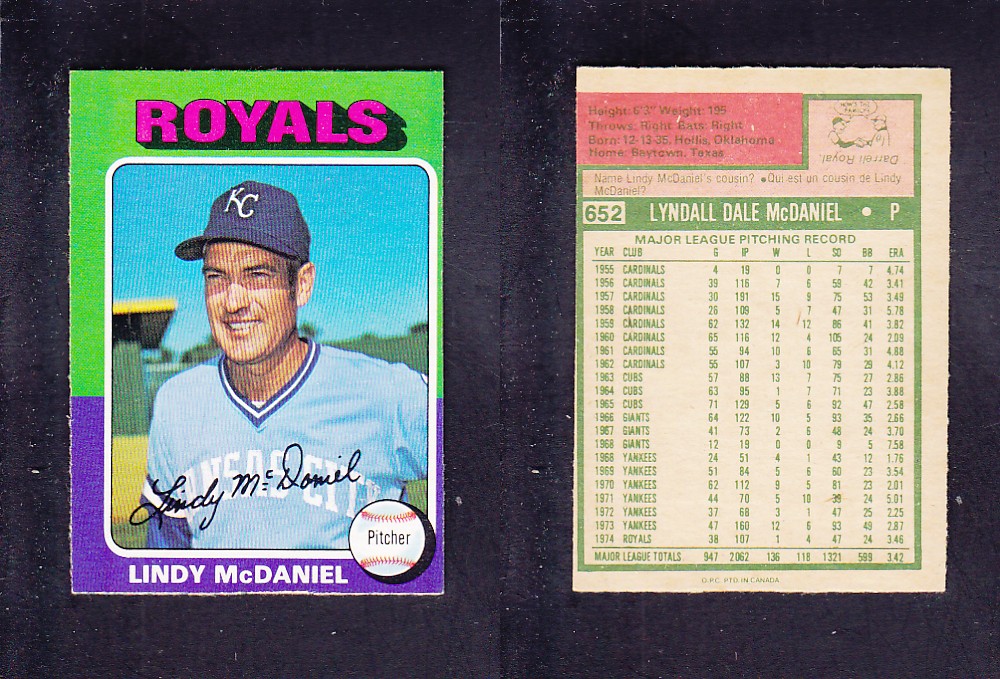 ROYALS
KC
Lindy McDaniel
Pitcher
LINDY McDANIEL
Height: 6'3" Weight: 195
Throws: Right Bats: Right
Born: 12-13-35, Hollis, Oklahoma
Home: Baytown, Texas
Darrell Royal
Name Lindy McDaniel's cousin? ●Qui est un cousin de Lindy
McDaniel?
652 LYNDALL DALE McDANIEL • P
MAJOR LEAGUE PITCHING RECORD
YEAR CLUB G IP W L SO BB ERA
1955 CARDINALS 4 19 0 0 7 7 4.74
1956 CARDINALS 39 116 7 6 59 42 3.41
1957 CARDINALS 30 191 15 9 75 53 3.49
1958 CARDINALS 26 109 5 7 47 31 5.78
1959 CARDINALS 62 132 14 12 86 41 3.82
1960 CARDINALS 65 116 12 4 105 24 2.09
1961 CARDINALS 55 94 10 6 65 31 4.88
1962 CARDINALS 55 107 3 10 79 29 4.12
1963 CUBS 57 88 13 7 75 27 2.86
1964 CUBS 63 95 1 7 71 23 3.88
1965 CUBS 71 129 5 6 92 47 2.58
1966 GIANTS 64 122 10 5 93 35 2.66
1967 GIANTS 41 73 2 6 48 24 3.70
1968 GIANTS 12 19 0 0 9 5 7.58
1968 YANKEES 24 51 4 1 43 12 1.76
1969 YANKEES 51 84 5 6 60 23 3.54
1970 YANKEES 62 112 9 5 81 23 2.01
1971 YANKEES 44 70 5 10 39 24 5.01
1972 YANKEES 37 68 3 1 47 25 2.25
1973 YANKEES 47 160 12 6 93 49 2.87
1974 ROYALS 38 107 1 4 47 24 3.46
MAJOR LEAGUE TOTALS 947 2062 136 118 1321 599 3.42
O.P.C. PTD. IN CANADA